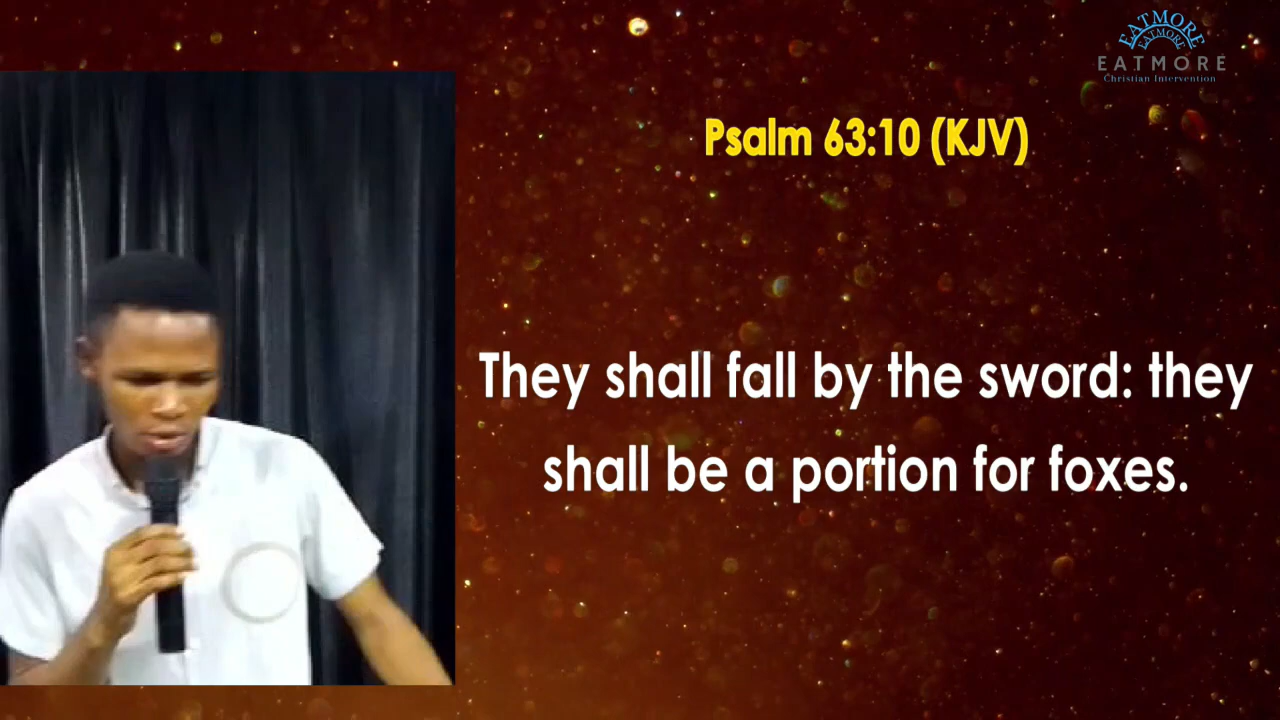 EATMORE
EATMORE
EATMORE
Christian Intervention
Psalm 63:10 (KJV)
They shall fall by the sword: they
shall be a portion for foxes.